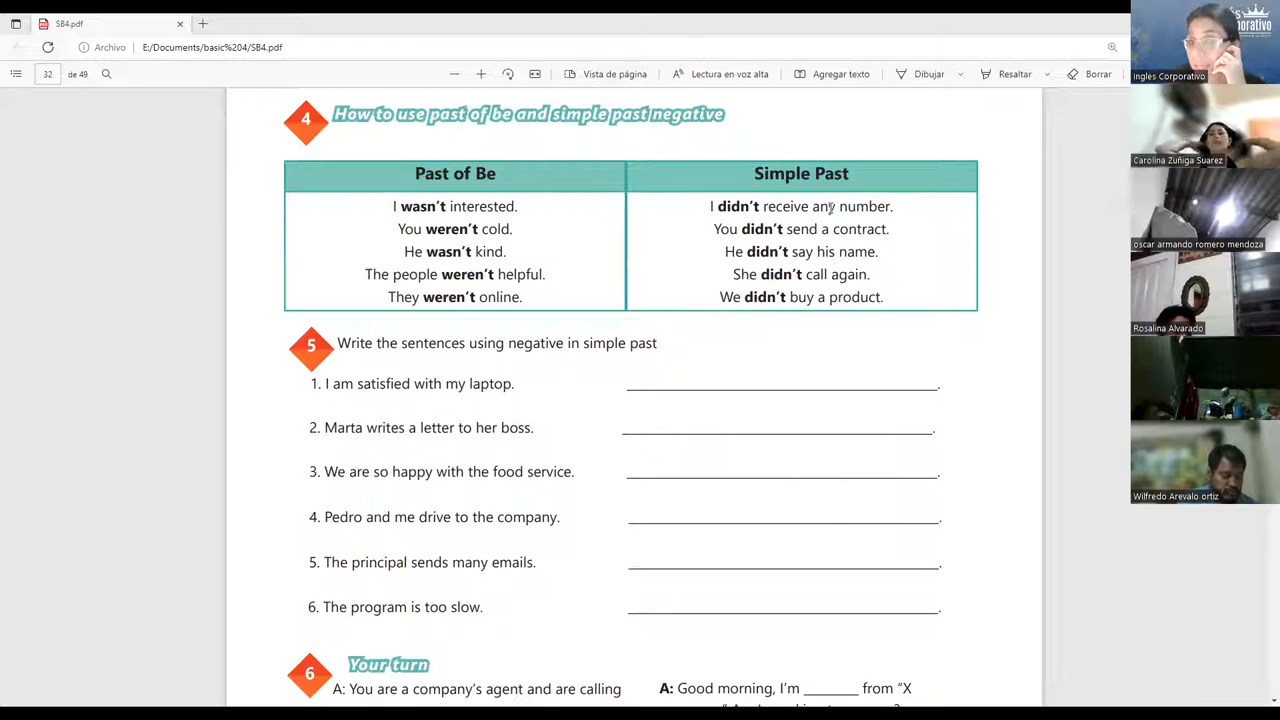 SB4.pdf
Archivo
E:/Documents/basic%204/SB4.pdf
32
de 49
Vista de página
Lectura en voz alta
Agregar texto
Dibujar
Resaltar
Borrar
4
How to use past of be and simple past negative
Past of Be
Simple Past
I wasn't interested.
I didn't receive any number.
You weren't cold.
You didn't send a contract.
He wasn't kind.
He didn't say his name.
The people weren't helpful.
She didn't call again.
They weren't online.
We didn't buy a product.
5
Write the sentences using negative in simple past
1. I am satisfied with my laptop. ______.
2. Marta writes a letter to her boss. ______.
3. We are so happy with the food service. ______.
4. Pedro and me drive to the company. ______.
5. The principal sends many emails. ______.
6. The program is too slow. ______.
6
Your turn
A: You are a company's agent and are calling
A: Good morning, I'm ______ from "X
Ingles Corporativo
Carolina Zuñiga Suarez
oscar armando romero mendoza
Rosalina Alvarado
Wilfredo Arevalo ortiz